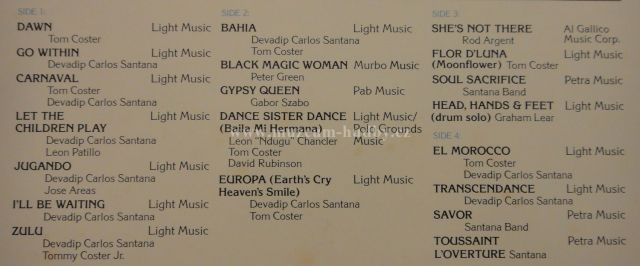 SIDE 1:
DAWN Light Music
Tom Coster
GO WITHIN Light Music
Devadip Carlos Santana
CARNAVAL Light Music
Tom Coster
Devadip Carlos Santana
LET THE Light Music
CHILDREN PLAY
Devadip Carlos Santana
Leon Patillo
JUGANDO Light Music
Devadip Carlos Santana
Jose Areas
I'LL BE WAITING Light Music
Devadip Carlos Santana
ZULU Light Music
Devadip Carlos Santana
Tommy Coster Jr.
SIDE 2:
BAHIA Light Music
Devadip Carlos Santana
Tom Coster
BLACK MAGIC WOMAN Murbo Music
Peter Green
GYPSY QUEEN Pab Music
Gabor Szabo
DANCE SISTER DANCE Light Music/
(Baila Mi Hermana) Polo Grounds
Leon "Ndugu" Chancler Music
Tom Coster
David Rubinson
EUROPA (Earth's Cry Light Music
Heaven's Smile)
Devadip Carlos Santana
Tom Coster
SIDE 3:
SHE'S NOT THERE Al Gallico
Rod Argent Music Corp.
FLOR D'LUNA Light Music
(Moonflower) Tom Coster
SOUL SACRIFICE Petra Music
Santana Band
HEAD, HANDS & FEET Light Music
(drum solo) Graham Lear
SIDE 4:
EL MOROCCO Light Music
Tom Coster
Devadip Carlos Santana
TRANSCENDANCE Light Music
Devadip Carlos Santana
SAVOR Petra Music
Santana Band
TOUSSAINT Petra Music
L'OVERTURE Santana